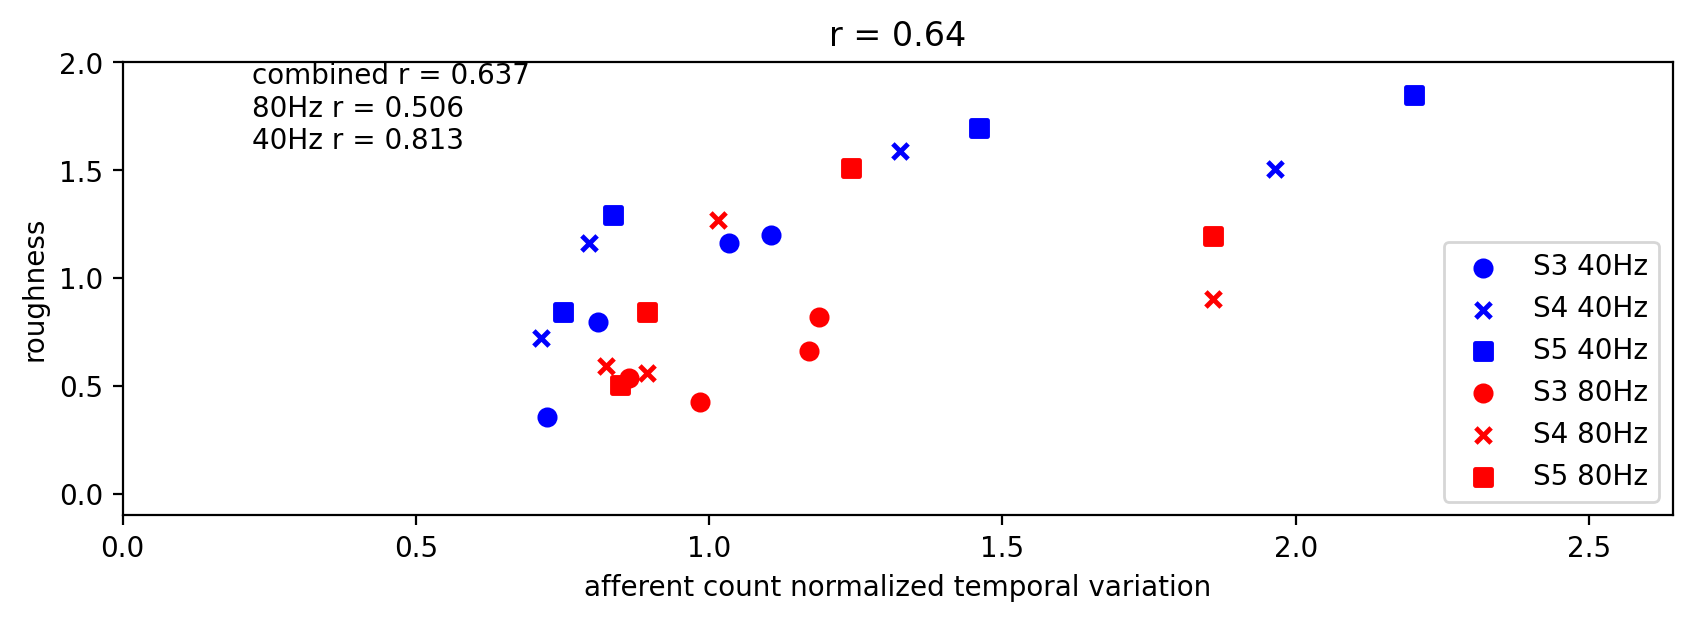 r = 0.64
combined r = 0.637
80Hz r = 0.506
40Hz r = 0.813
2.0
1.5
1.0
0.5
0.0
roughness
S3 40Hz
S4 40Hz
S5 40Hz
S3 80Hz
S4 80Hz
S5 80Hz
0.0 0.5 1.0 1.5 2.0 2.5
afferent count normalized temporal variation